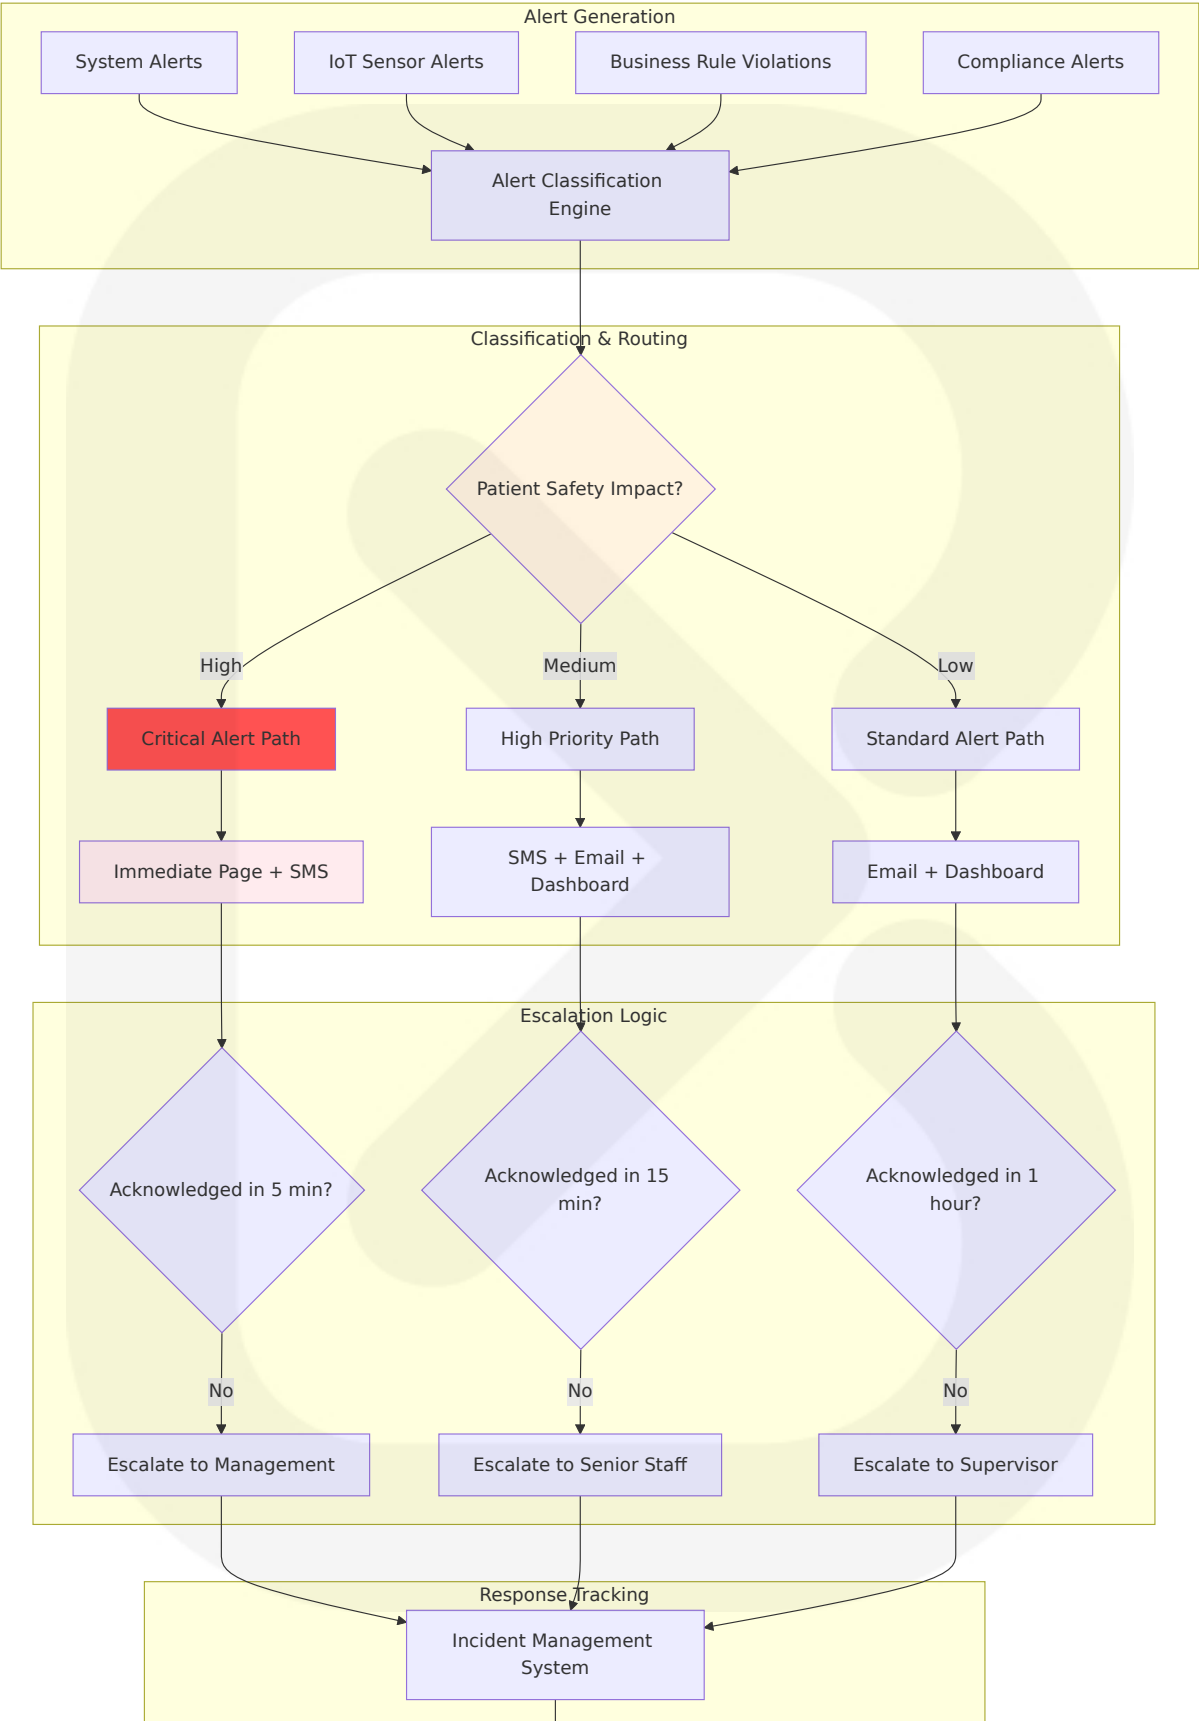 Alert Generation
System Alerts
IoT Sensor Alerts
Business Rule Violations
Compliance Alerts
Alert Classification
Engine
Classification & Routing
Patient Safety Impact?
High
Medium
Low
Critical Alert Path
High Priority Path
Standard Alert Path
Immediate Page + SMS
SMS + Email +
Dashboard
Email + Dashboard
Escalation Logic
Acknowledged in 5 min?
Acknowledged in 15
min?
Acknowledged in 1
hour?
No
No
No
Escalate to Management
Escalate to Senior Staff
Escalate to Supervisor
Response Tracking
Incident Management
System